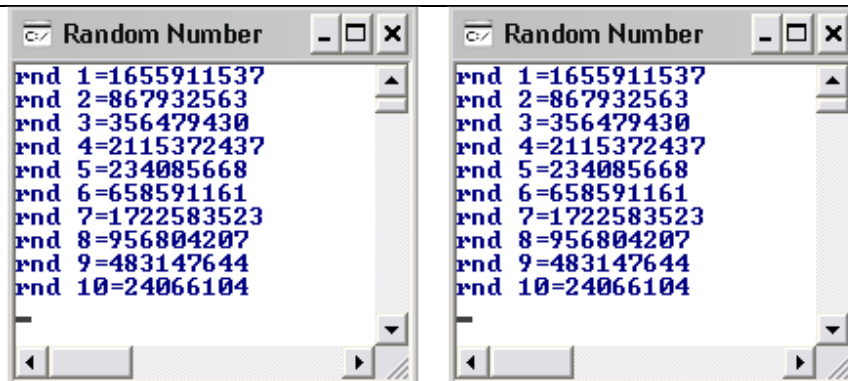 Random Number
rnd 1=1655911537
rnd 2=867932563
rnd 3=356479430
rnd 4=2115372437
rnd 5=234085668
rnd 6=658591161
rnd 7=1722583523
rnd 8=956804207
rnd 9=483147644
rnd 10=24066104
Random Number
rnd 1=1655911537
rnd 2=867932563
rnd 3=356479430
rnd 4=2115372437
rnd 5=234085668
rnd 6=658591161
rnd 7=1722583523
rnd 8=956804207
rnd 9=483147644
rnd 10=24066104